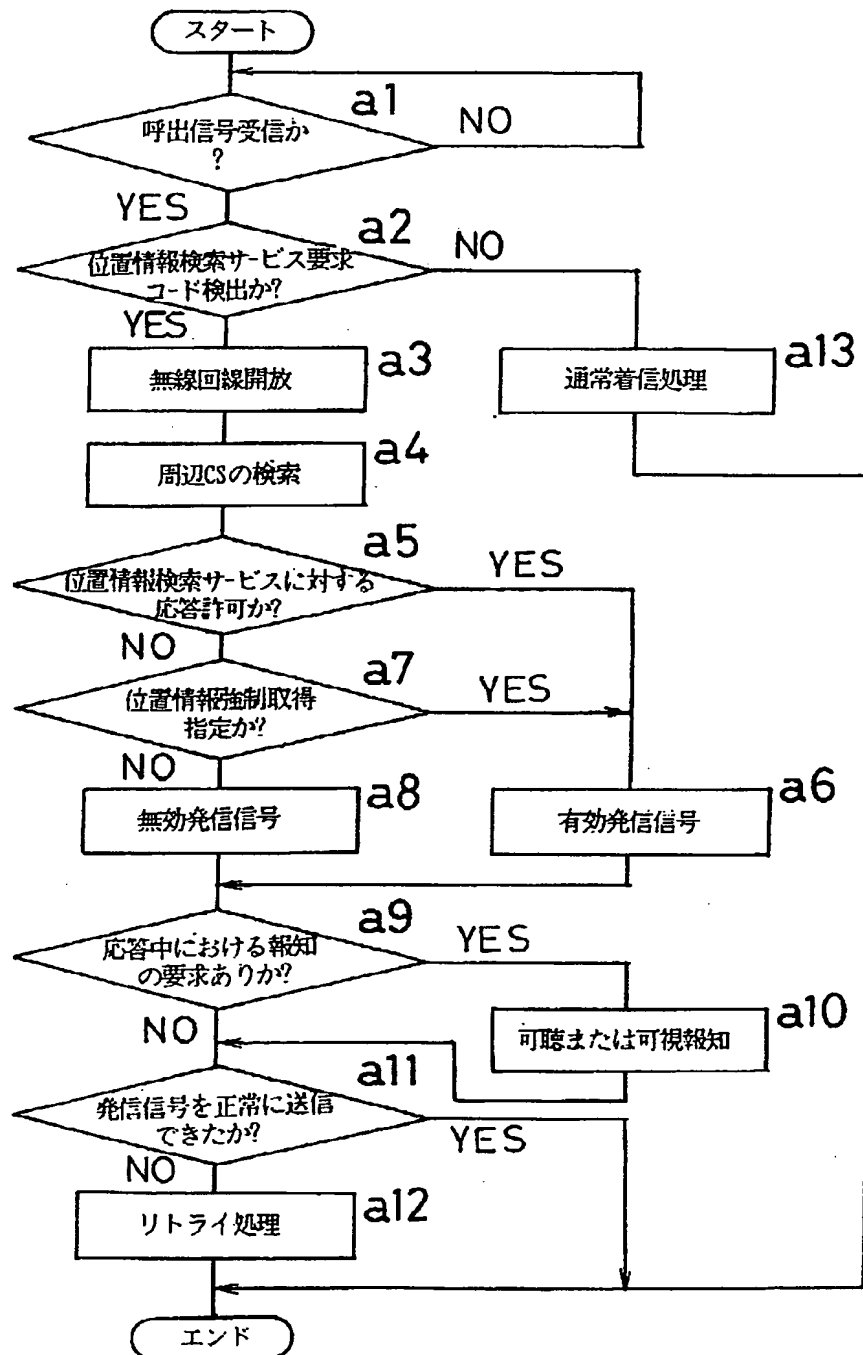 スタート
a1
呼出信号受信か
?
NO
YES
a2
NO
位置情報検索サービス要求
コード検出か?
YES
a3
無線回線開放
a13
通常着信処理
a4
周辺CSの検索
a5
YES
位置情報検索サービスに対する
応答許可か?
NO
a7
YES
位置情報強制取得
指定か?
NO
a8
無効発信信号
a6
有効発信信号
a9
YES
応答中における報知
の要求ありか?
NO
a10
可聴または可視報知
a11
発信信号を正常に送信
できたか?
YES
NO
a12
リトライ処理
エンド